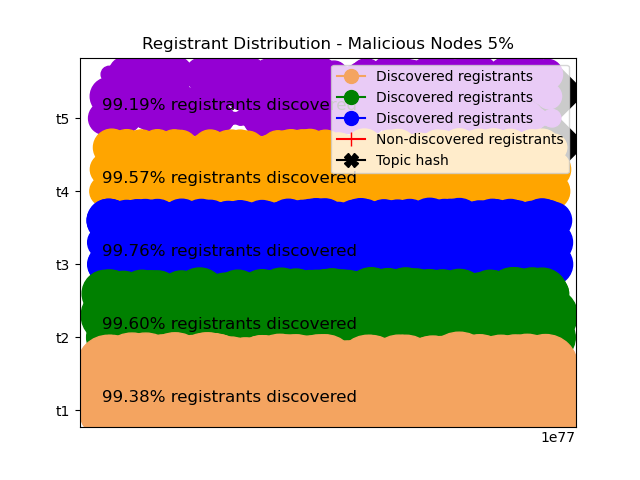 Registrant Distribution - Malicious Nodes 5%
Discovered registrants
Discovered registrants
Discovered registrants
Non-discovered registrants
Topic hash
t5
99.19% registrants discovered
t4
99.57% registrants discovered
t3
99.76% registrants discovered
t2
99.60% registrants discovered
t1
99.38% registrants discovered
1e77